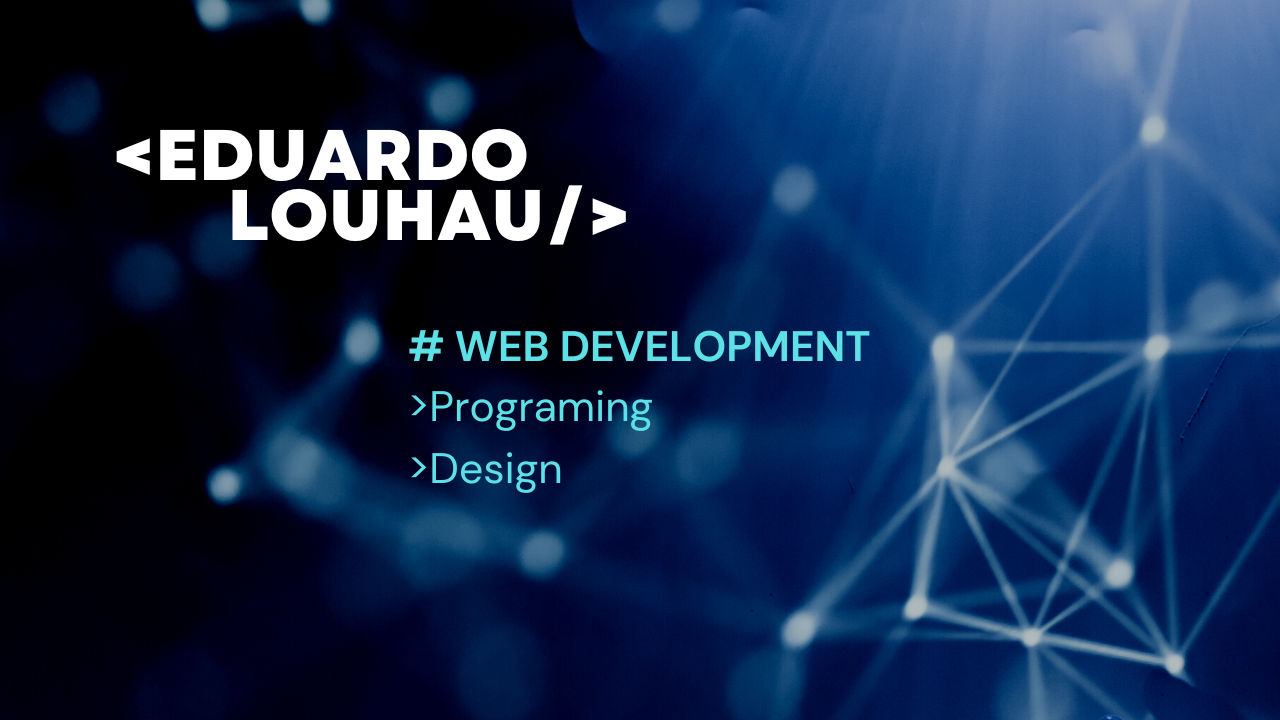 <EDUARDO
LOUHAU/>
# WEB DEVELOPMENT
>Programing
>Design